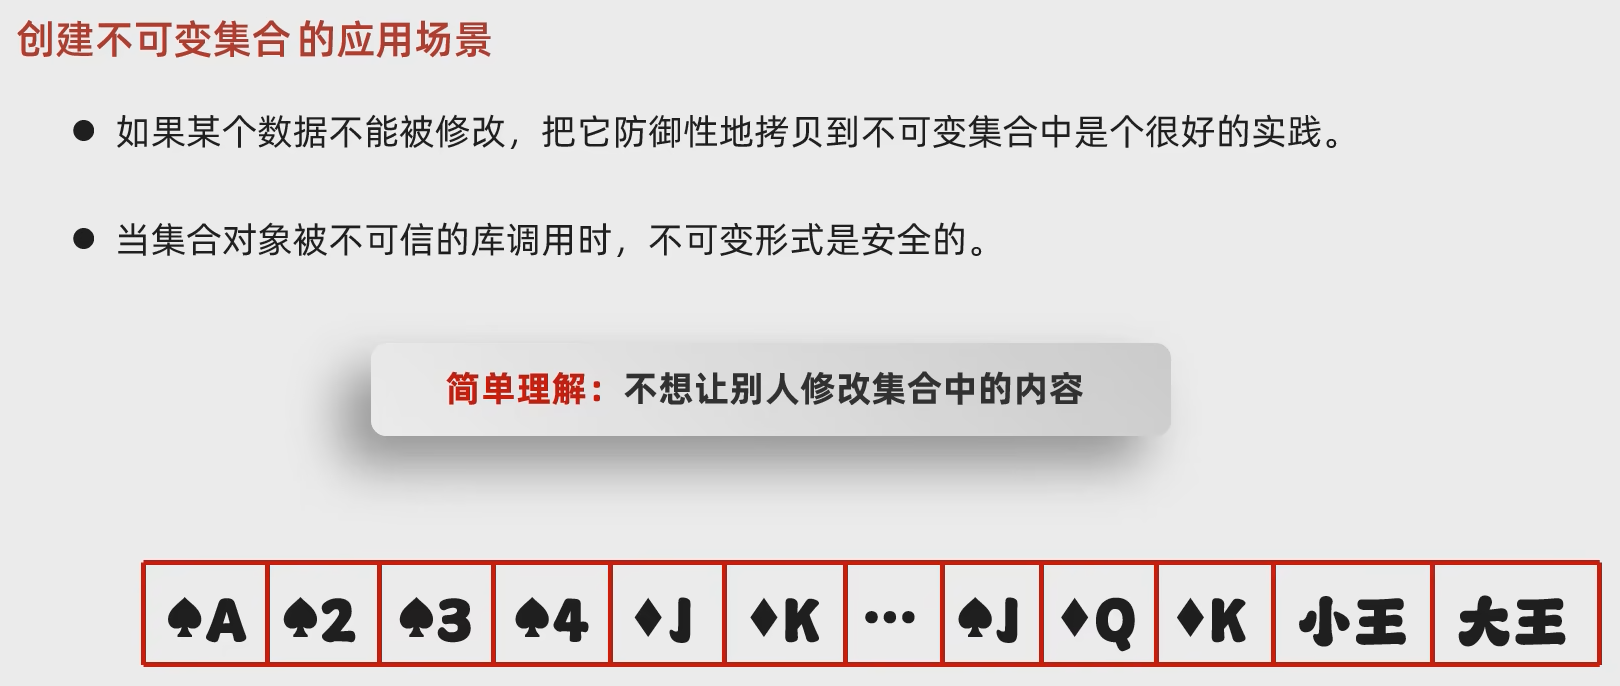 创建不可变集合的应用场景
● 如果某个数据不能被修改，把它防御性地拷贝到不可变集合中是个很好的实践。
● 当集合对象被不可信的库调用时，不可变形式是安全的。
简单理解：不想让别人修改集合中的内容
♠A ♠2 ♠3 ♠4 ♦J ♦K ··· ♠J ♦Q ♦K 小王 大王